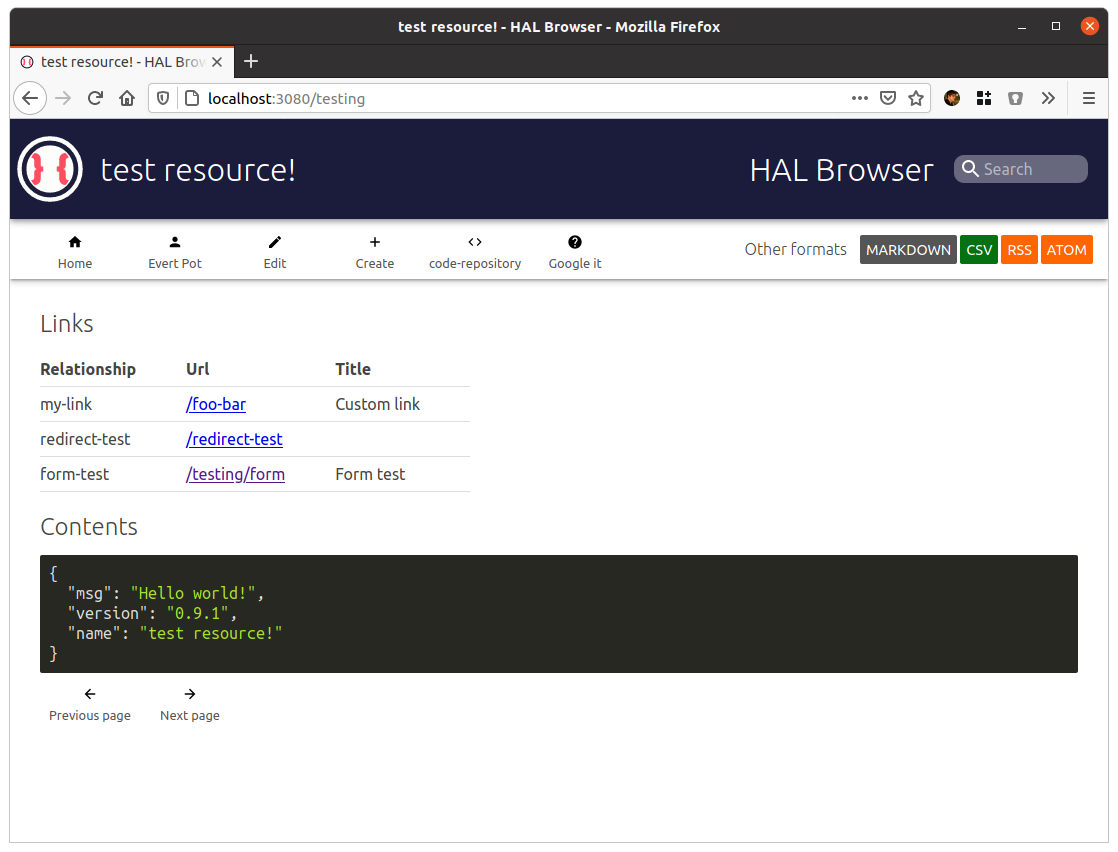 test resource! - HAL Browser - Mozilla Firefox
test resource! - HAL Brow
localhost:3080/testing
test resource!
HAL Browser
Search
Home
Evert Pot
Edit
Create
code-repository
Google it
Other formats
MARKDOWN
CSV
RSS
ATOM
Links
Relationship Url Title
my-link /foo-bar Custom link
redirect-test /redirect-test
form-test /testing/form Form test
Contents
{
"msg": "Hello world!",
"version": "0.9.1",
"name": "test resource!"
}
Previous page
Next page